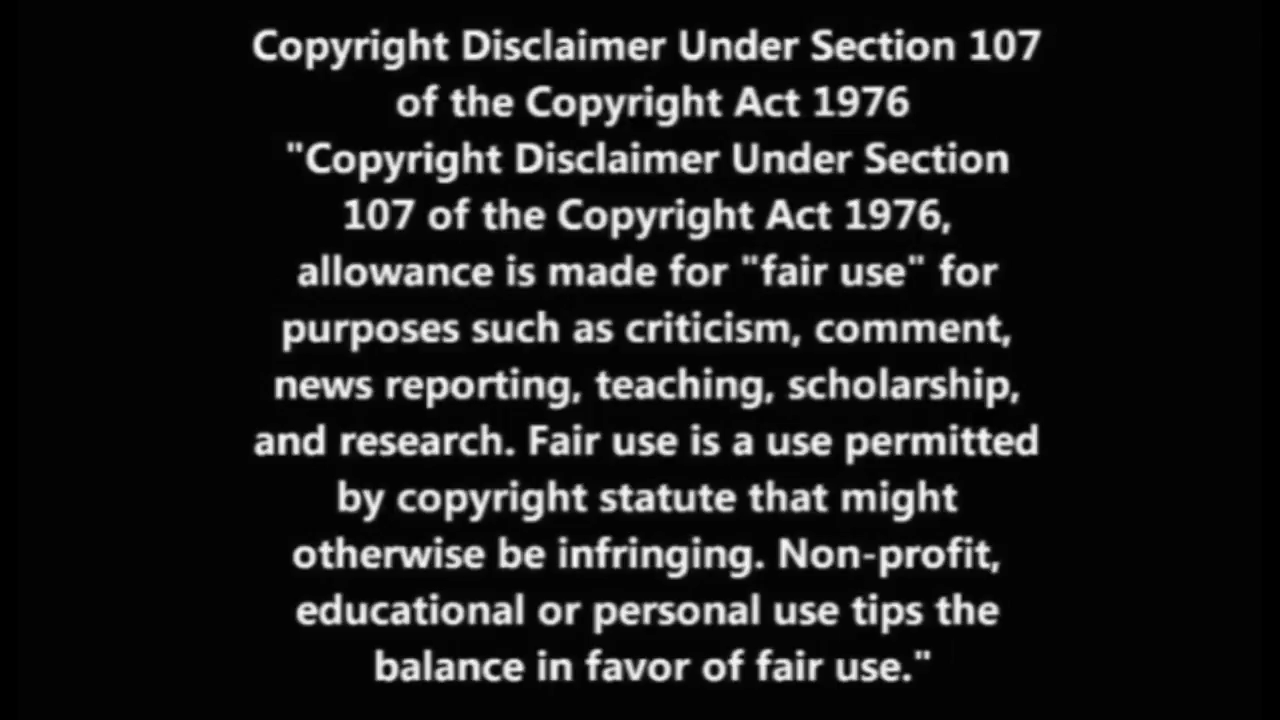 Copyright Disclaimer Under Section 107
of the Copyright Act 1976
"Copyright Disclaimer Under Section
107 of the Copyright Act 1976,
allowance is made for "fair use" for
purposes such as criticism, comment,
news reporting, teaching, scholarship,
and research. Fair use is a use permitted
by copyright statute that might
otherwise be infringing. Non-profit,
educational or personal use tips the
balance in favor of fair use."